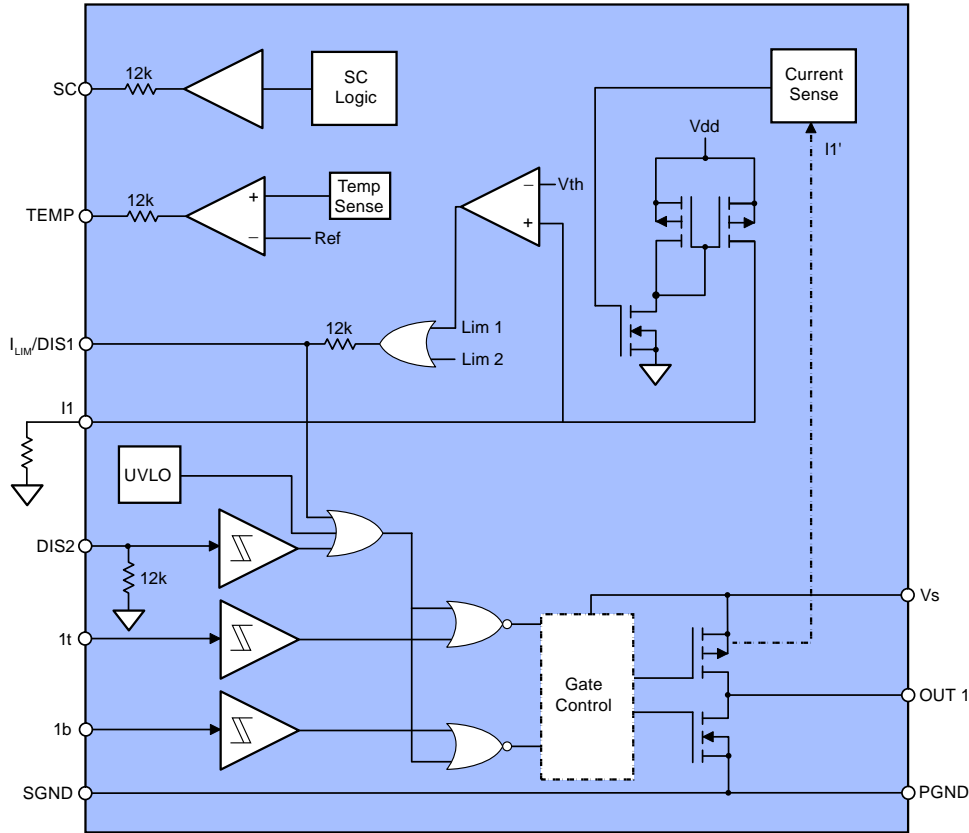 SC
12k
SC
Logic
Current
Sense
Vdd
I1'
TEMP
12k
+
–
Temp
Sense
Ref
–
Vth
+
ILIM/DIS1
12k
Lim 1
Lim 2
I1
UVLO
DIS2
12k
Vs
1t
Gate
Control
OUT 1
1b
SGND
PGND